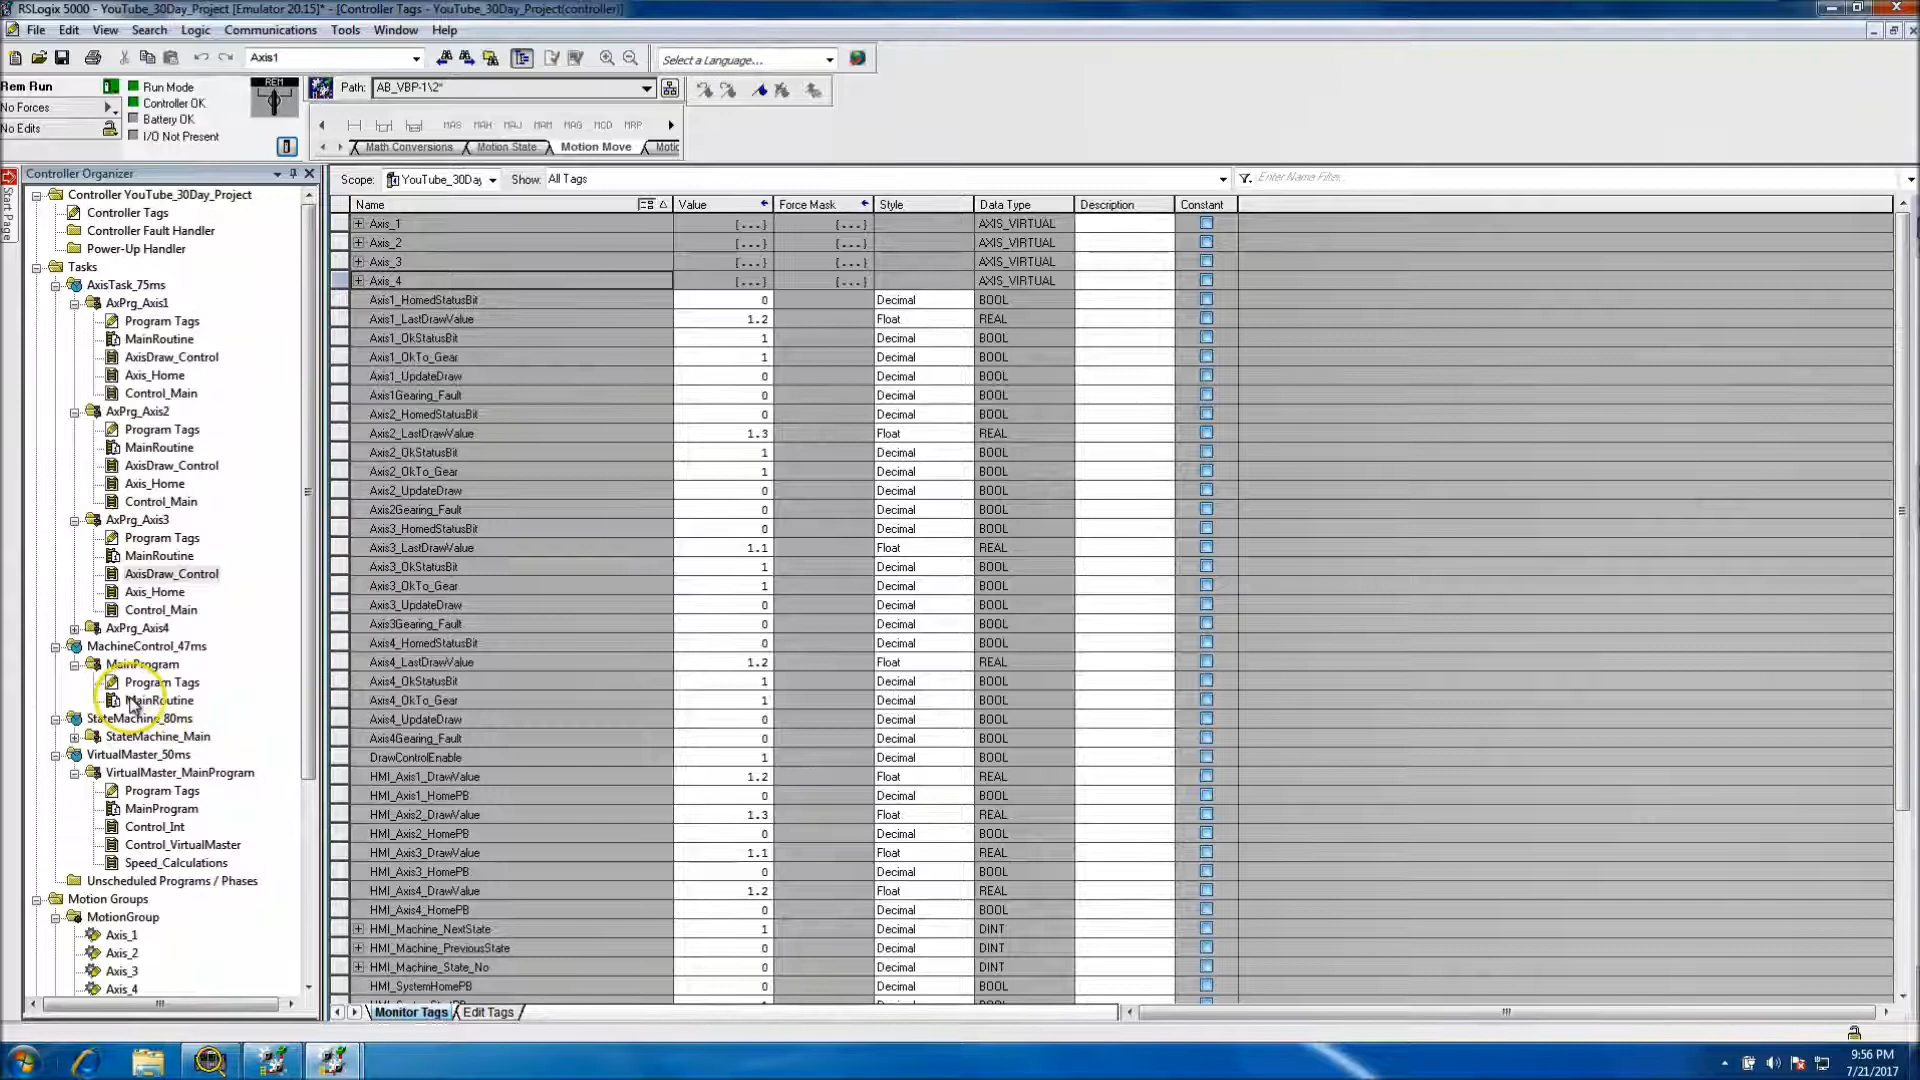 RSLogix 5000 - YouTube_30Day_Project [Emulator 20.15]* - [Controller Tags - YouTube_30Day_Project(controller)]
File Edit View Search Logic Communications Tools Window Help
Axis1 Select a Language...
Rem Run Run Mode REM Path: AB_VBP-1\2*
No Forces Controller OK
Battery OK
No Edits I/O Not Present
MAS MAH MAJ MAM MAG MCD MRP
Math Conversions Motion State Motion Move Motic
Start Page
Controller Organizer
Controller YouTube_30Day_Project
Controller Tags
Controller Fault Handler
Power-Up Handler
Tasks
AxisTask_75ms
AxPrg_Axis1
Program Tags
MainRoutine
AxisDraw_Control
Axis_Home
Control_Main
AxPrg_Axis2
Program Tags
MainRoutine
AxisDraw_Control
Axis_Home
Control_Main
AxPrg_Axis3
Program Tags
MainRoutine
AxisDraw_Control
Axis_Home
Control_Main
AxPrg_Axis4
MachineControl_47ms
MainProgram
Program Tags
MainRoutine
StateMachine_80ms
StateMachine_Main
VirtualMaster_50ms
VirtualMaster_MainProgram
Program Tags
MainProgram
Control_Int
Control_VirtualMaster
Speed_Calculations
Unscheduled Programs / Phases
Motion Groups
MotionGroup
Axis_1
Axis_2
Axis_3
Axis_4
Scope: YouTube_30Day Show: All Tags Enter Name Filter...
Name Value Force Mask Style Data Type Description Constant
Axis_1 {...} {...} AXIS_VIRTUAL
Axis_2 {...} {...} AXIS_VIRTUAL
Axis_3 {...} {...} AXIS_VIRTUAL
Axis_4 {...} {...} AXIS_VIRTUAL
Axis1_HomedStatusBit 0 Decimal BOOL
Axis1_LastDrawValue 1.2 Float REAL
Axis1_OkStatusBit 1 Decimal BOOL
Axis1_OkTo_Gear 1 Decimal BOOL
Axis1_UpdateDraw 0 Decimal BOOL
Axis1Gearing_Fault 0 Decimal BOOL
Axis2_HomedStatusBit 0 Decimal BOOL
Axis2_LastDrawValue 1.3 Float REAL
Axis2_OkStatusBit 1 Decimal BOOL
Axis2_OkTo_Gear 1 Decimal BOOL
Axis2_UpdateDraw 0 Decimal BOOL
Axis2Gearing_Fault 0 Decimal BOOL
Axis3_HomedStatusBit 0 Decimal BOOL
Axis3_LastDrawValue 1.1 Float REAL
Axis3_OkStatusBit 1 Decimal BOOL
Axis3_OkTo_Gear 1 Decimal BOOL
Axis3_UpdateDraw 0 Decimal BOOL
Axis3Gearing_Fault 0 Decimal BOOL
Axis4_HomedStatusBit 0 Decimal BOOL
Axis4_LastDrawValue 1.2 Float REAL
Axis4_OkStatusBit 1 Decimal BOOL
Axis4_OkTo_Gear 1 Decimal BOOL
Axis4_UpdateDraw 0 Decimal BOOL
Axis4Gearing_Fault 0 Decimal BOOL
DrawControlEnable 1 Decimal BOOL
HMI_Axis1_DrawValue 1.2 Float REAL
HMI_Axis1_HomePB 0 Decimal BOOL
HMI_Axis2_DrawValue 1.3 Float REAL
HMI_Axis2_HomePB 0 Decimal BOOL
HMI_Axis3_DrawValue 1.1 Float REAL
HMI_Axis3_HomePB 0 Decimal BOOL
HMI_Axis4_DrawValue 1.2 Float REAL
HMI_Axis4_HomePB 0 Decimal BOOL
HMI_Machine_NextState 1 Decimal DINT
HMI_Machine_PreviousState 0 Decimal DINT
HMI_Machine_State_No 0 Decimal DINT
HMI_SystemHomePB 0 Decimal BOOL
Monitor Tags Edit Tags
9:56 PM
7/21/2017